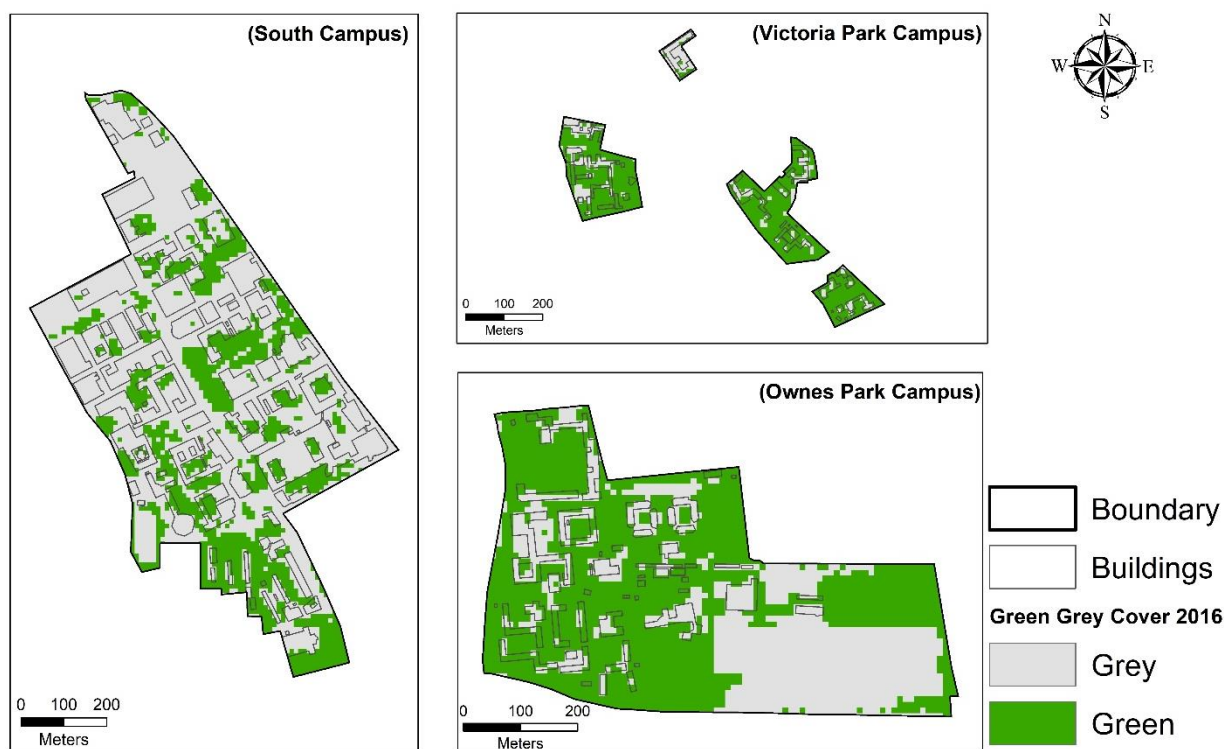 (South Campus)
0 100 200
Meters
(Victoria Park Campus)
0 100 200
Meters
(Ownes Park Campus)
0 100 200
Meters
N
W E
S
Boundary
Buildings
Green Grey Cover 2016
Grey
Green